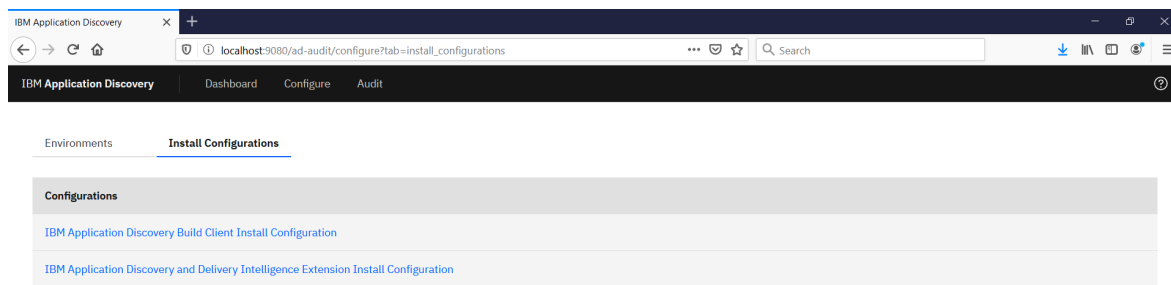 IBM Application Discovery
localhost:9080/ad-audit/configure?tab=install_configurations
Search
IBM Application Discovery
Dashboard
Configure
Audit
Environments
Install Configurations
Configurations
IBM Application Discovery Build Client Install Configuration
IBM Application Discovery and Delivery Intelligence Extension Install Configuration